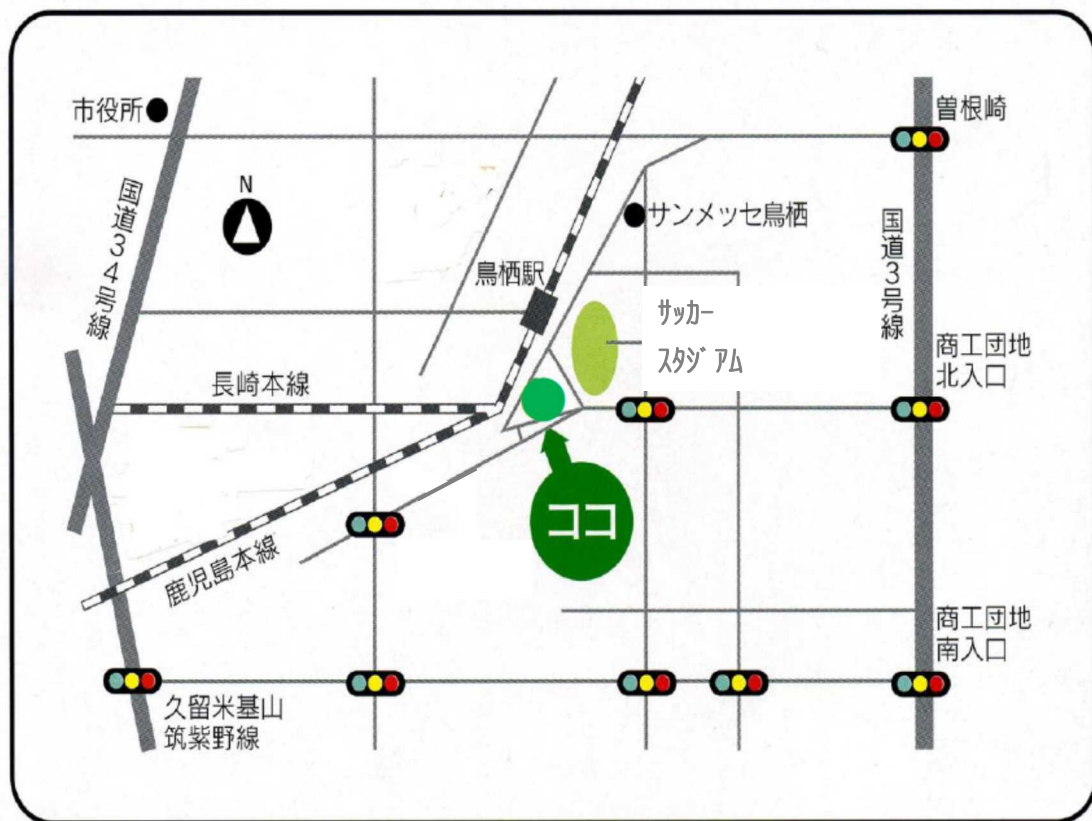 市役所
曽根崎
国道34号線
N
サンメッセ鳥栖
国道3号線
鳥栖駅
サッカー
スタジアム
商工団地
北入口
長崎本線
ココ
鹿児島本線
商工団地
南入口
久留米基山
筑紫野線